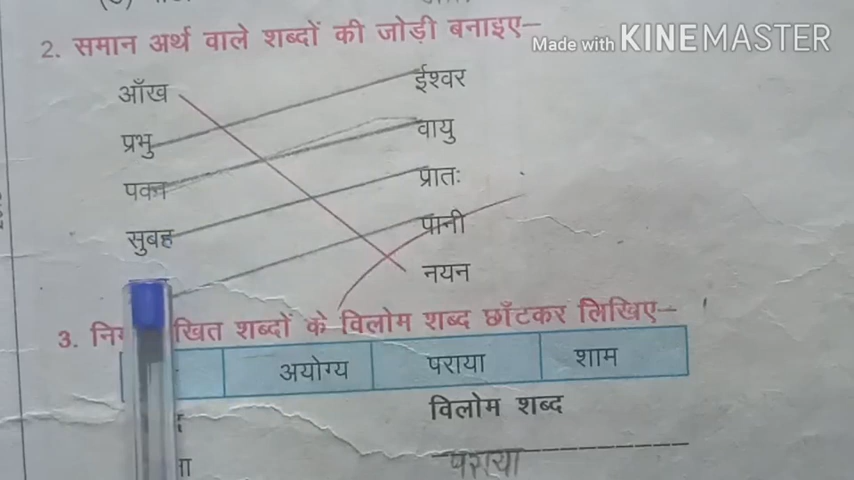 2. समान अर्थ वाले शब्दों की जोड़ी बनाइए–
Made with KINEMASTER
आँख ईश्वर
प्रभु वायु
पवन प्रातः
सुबह पानी
नयन
3. शब्दों के विलोम शब्द छाँटकर लिखिए–
अयोग्य पराया शाम
विलोम शब्द
पराया